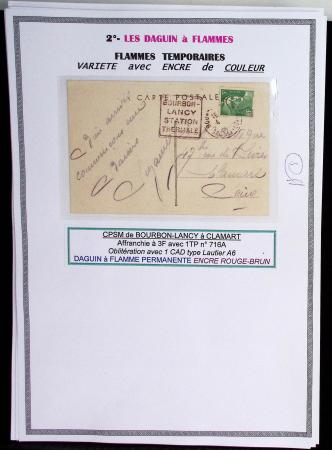 2°- LES DAGUIN à FLAMMES
FLAMMES TEMPORAIRES
VARIETE avec ENCRE de COULEUR
CARTE POSTALE
BOURBON-
LANCY
STATION
THERMALE
Clamart
Seine
CPSM de BOURBON-LANCY à CLAMART
Affranchie à 3F avec 1TP n° 716A
Oblitération avec 1 CAD type Lautier A6
DAGUIN à FLAMME PERMANENTE ENCRE ROUGE-BRUN